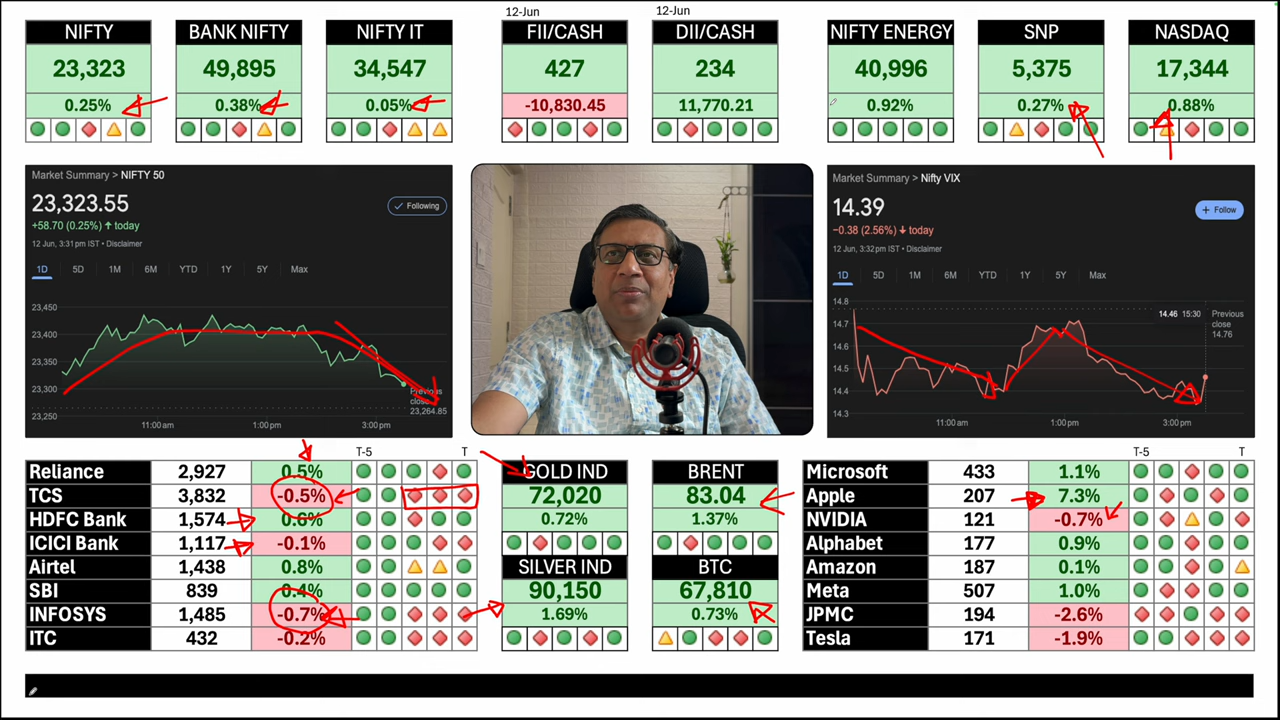 12-Jun
12-Jun
NIFTY
BANK NIFTY
NIFTY IT
FII/CASH
DII/CASH
NIFTY ENERGY
SNP
NASDAQ
23,323
49,895
34,547
427
234
40,996
5,375
17,344
0.25%
0.38%
0.05%
-10,830.45
11,770.21
0.92%
0.27%
0.88%
Market Summary > NIFTY 50
23,323.55
+58.70 (0.25%) ↑ today
12 Jun, 3:31 pm IST • Disclaimer
✓ Following
1D 5D 1M 6M YTD 1Y 5Y Max
23,450
23,400
23,350
23,300
23,250
Previous
close
23,264.85
11:00 am 1:00 pm 3:00 pm
Market Summary > Nifty VIX
14.39
−0.38 (2.56%) ↓ today
12 Jun, 3:32 pm IST • Disclaimer
+ Follow
1D 5D 1M 6M YTD 1Y 5Y Max
14.8
14.7
14.6
14.5
14.4
14.3
14.46 15:30
Previous
close
14.76
11:00 am 1:00 pm 3:00 pm
T-5 T
Reliance 2,927 0.5%
TCS 3,832 -0.5%
HDFC Bank 1,574 0.6%
ICICI Bank 1,117 -0.1%
Airtel 1,438 0.8%
SBI 839 0.4%
INFOSYS 1,485 -0.7%
ITC 432 -0.2%
GOLD IND
72,020
0.72%
SILVER IND
90,150
1.69%
BRENT
83.04
1.37%
BTC
67,810
0.73%
T-5 T
Microsoft 433 1.1%
Apple 207 7.3%
NVIDIA 121 -0.7%
Alphabet 177 0.9%
Amazon 187 0.1%
Meta 507 1.0%
JPMC 194 -2.6%
Tesla 171 -1.9%